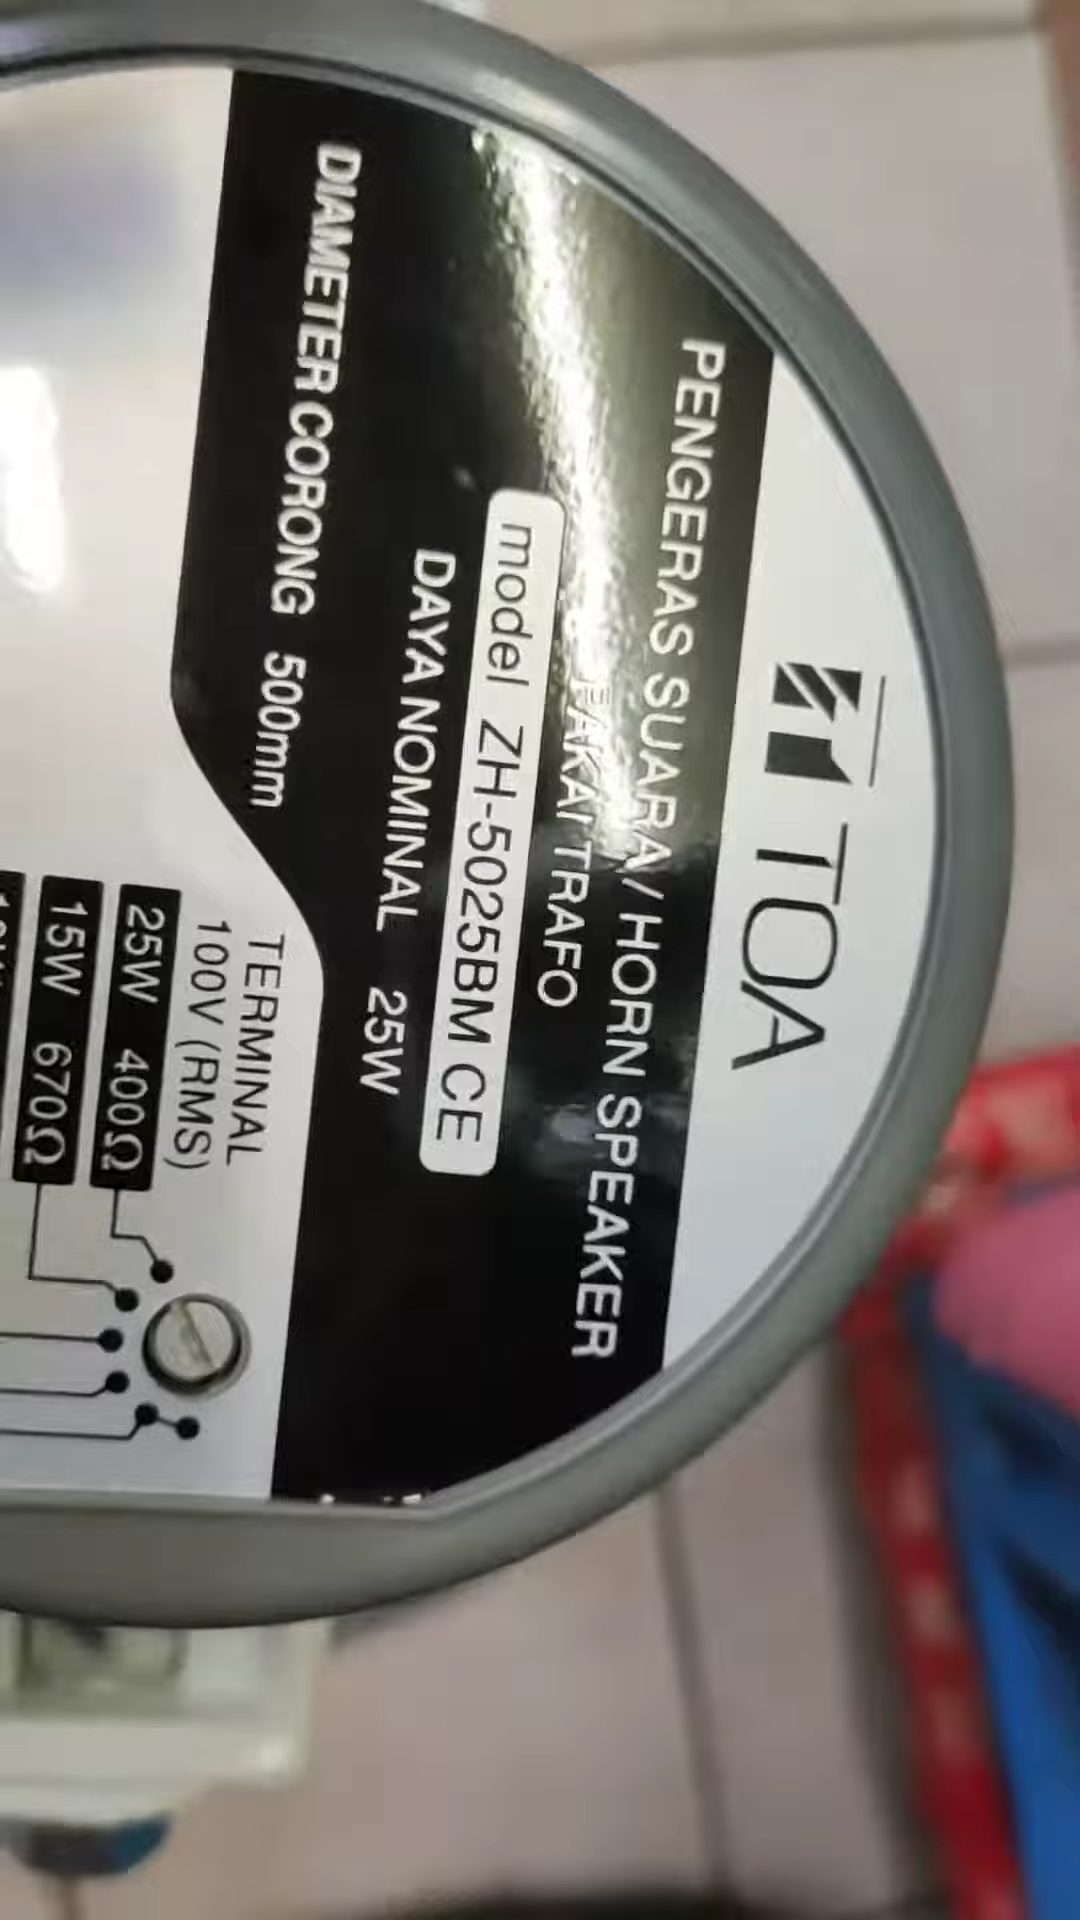 TOA
PENGERAS SUARA / HORN SPEAKER
PAKAI TRAFO
model ZH-5025BM CE
DAYA NOMINAL 25W
DIAMETER CORONG 500mm
TERMINAL
100V (RMS)
25W 400Ω
15W 670Ω